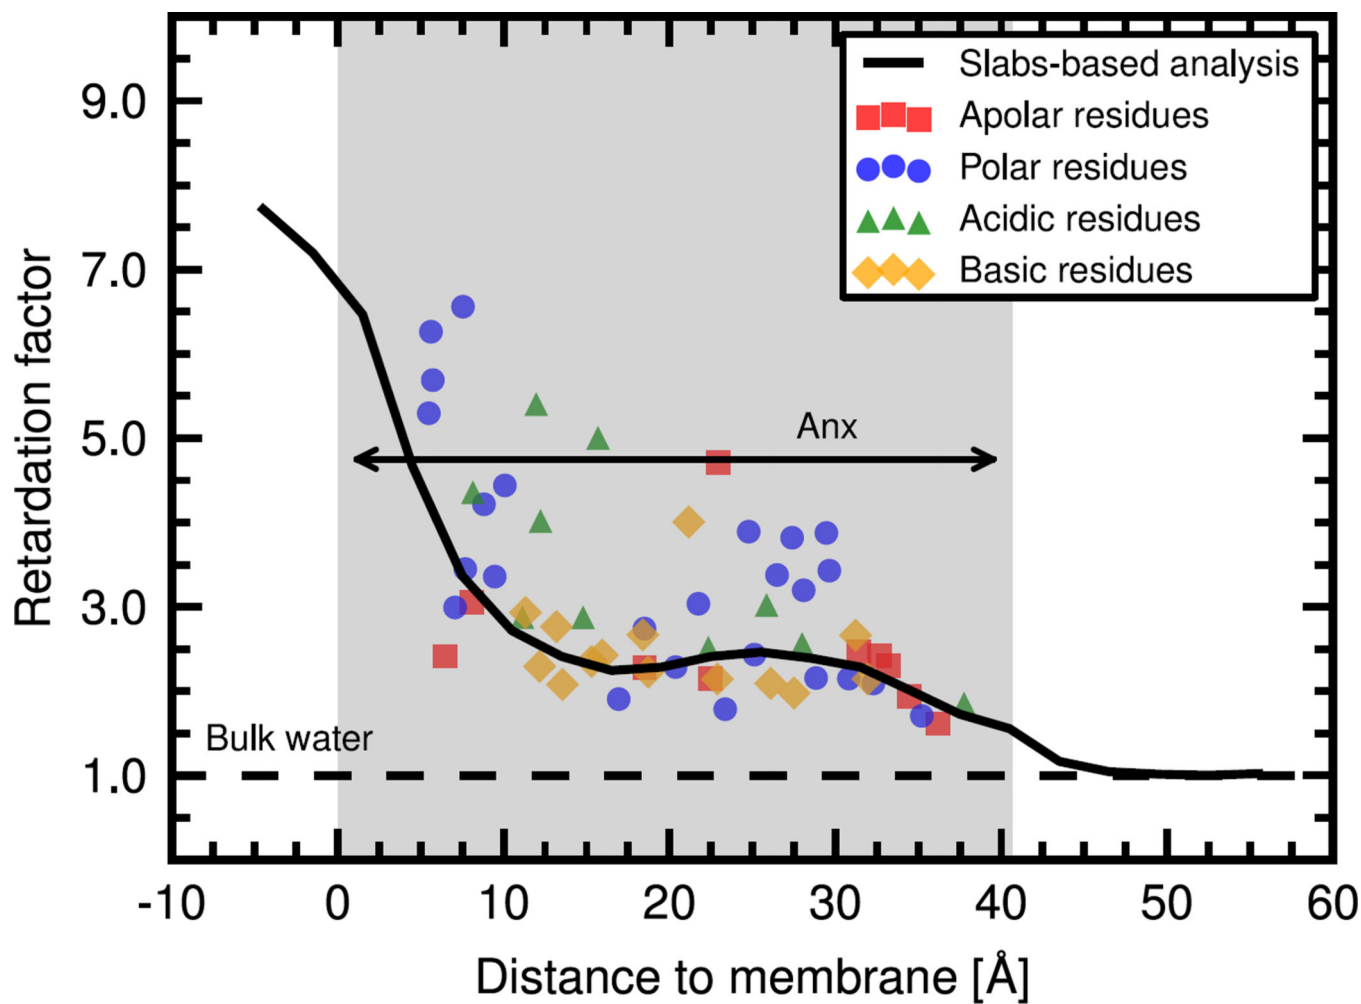 Slabs-based analysis
Apolar residues
Polar residues
Acidic residues
Basic residues
9.0
7.0
5.0
3.0
1.0
Retardation factor
Anx
Bulk water
-10 0 10 20 30 40 50 60
Distance to membrane [Å]